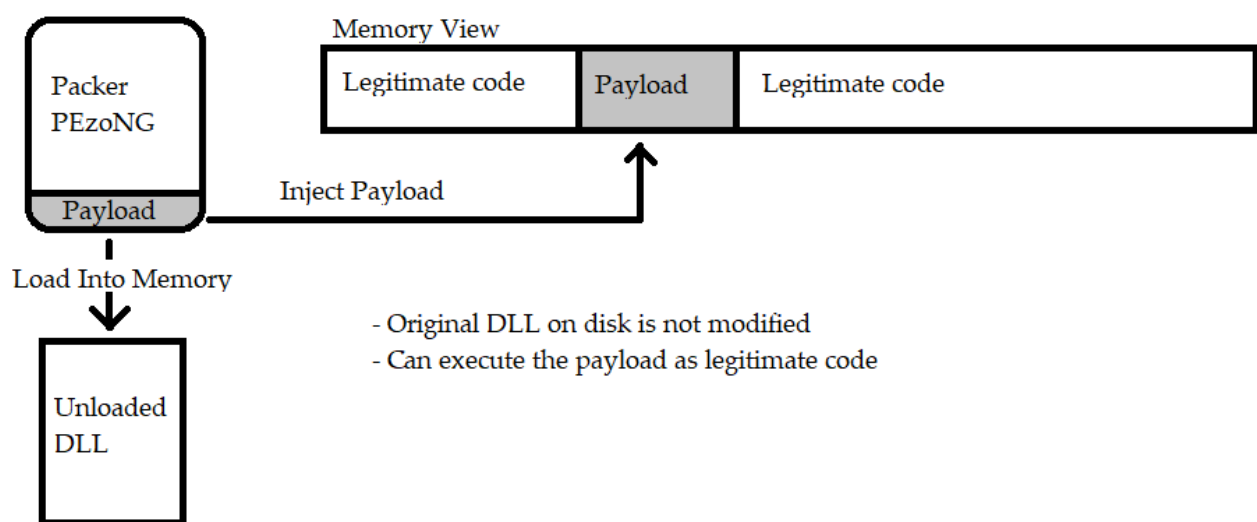 Memory View
Packer
PEzoNG
Payload
Legitimate code
Payload
Legitimate code
Inject Payload
Load Into Memory
Unloaded
DLL
- Original DLL on disk is not modified
- Can execute the payload as legitimate code